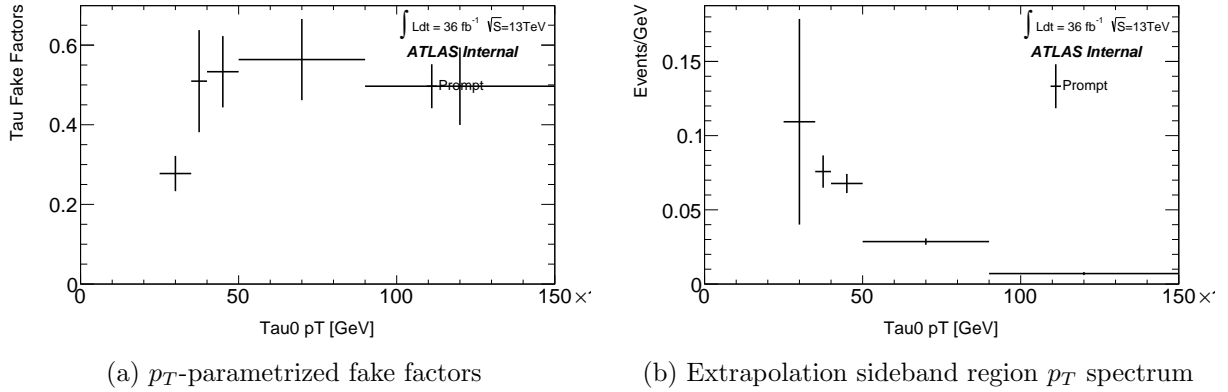 Tau Fake Factors
0.6
0.4
0.2
0
0 50 100 150 ×
Tau0 pT [GeV]
∫ Ldt = 36 fb⁻¹ √S=13TeV
ATLAS Internal
Prompt
(a) p_T-parametrized fake factors
Events/GeV
0.15
0.1
0.05
0
0 50 100 150 ×
Tau0 pT [GeV]
∫ Ldt = 36 fb⁻¹ √S=13TeV
ATLAS Internal
Prompt
(b) Extrapolation sideband region p_T spectrum